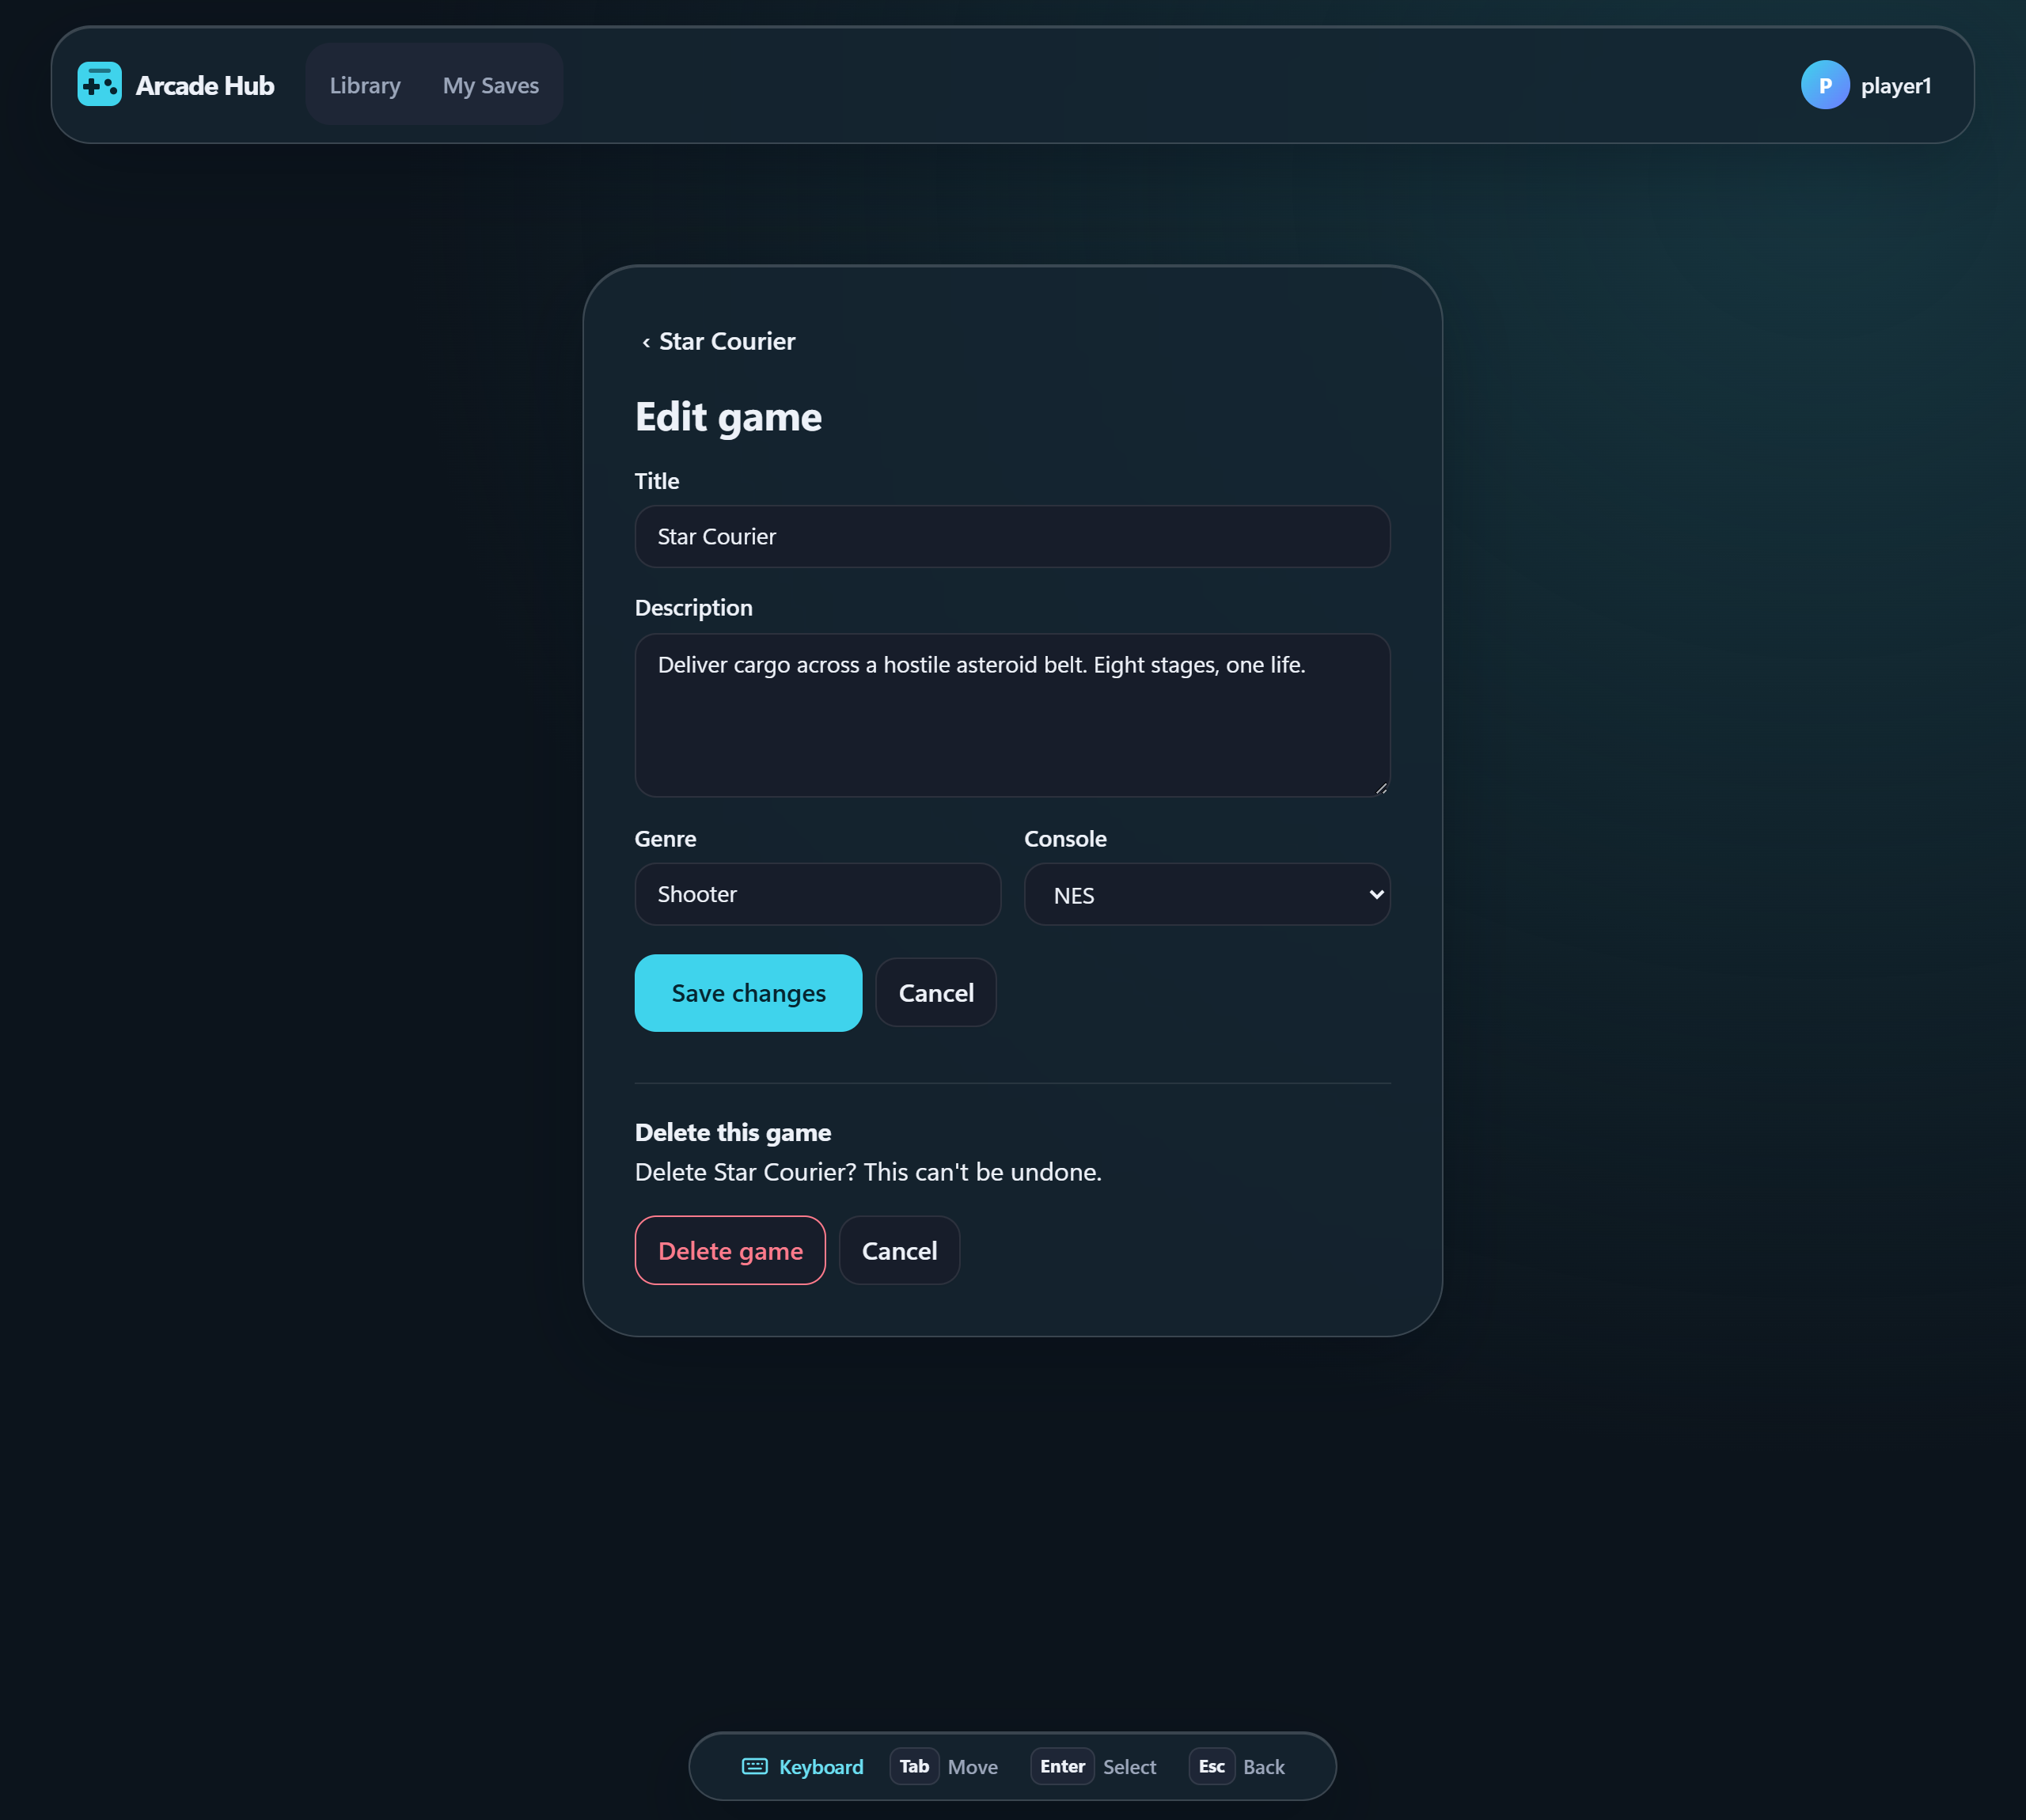 Arcade Hub
Library
My Saves
P
player1
‹ Star Courier
Edit game
Title
Star Courier
Description
Deliver cargo across a hostile asteroid belt. Eight stages, one life.
Genre
Console
Shooter
NES
Save changes
Cancel
Delete this game
Delete Star Courier? This can't be undone.
Delete game
Cancel
Keyboard
Tab Move
Enter Select
Esc Back